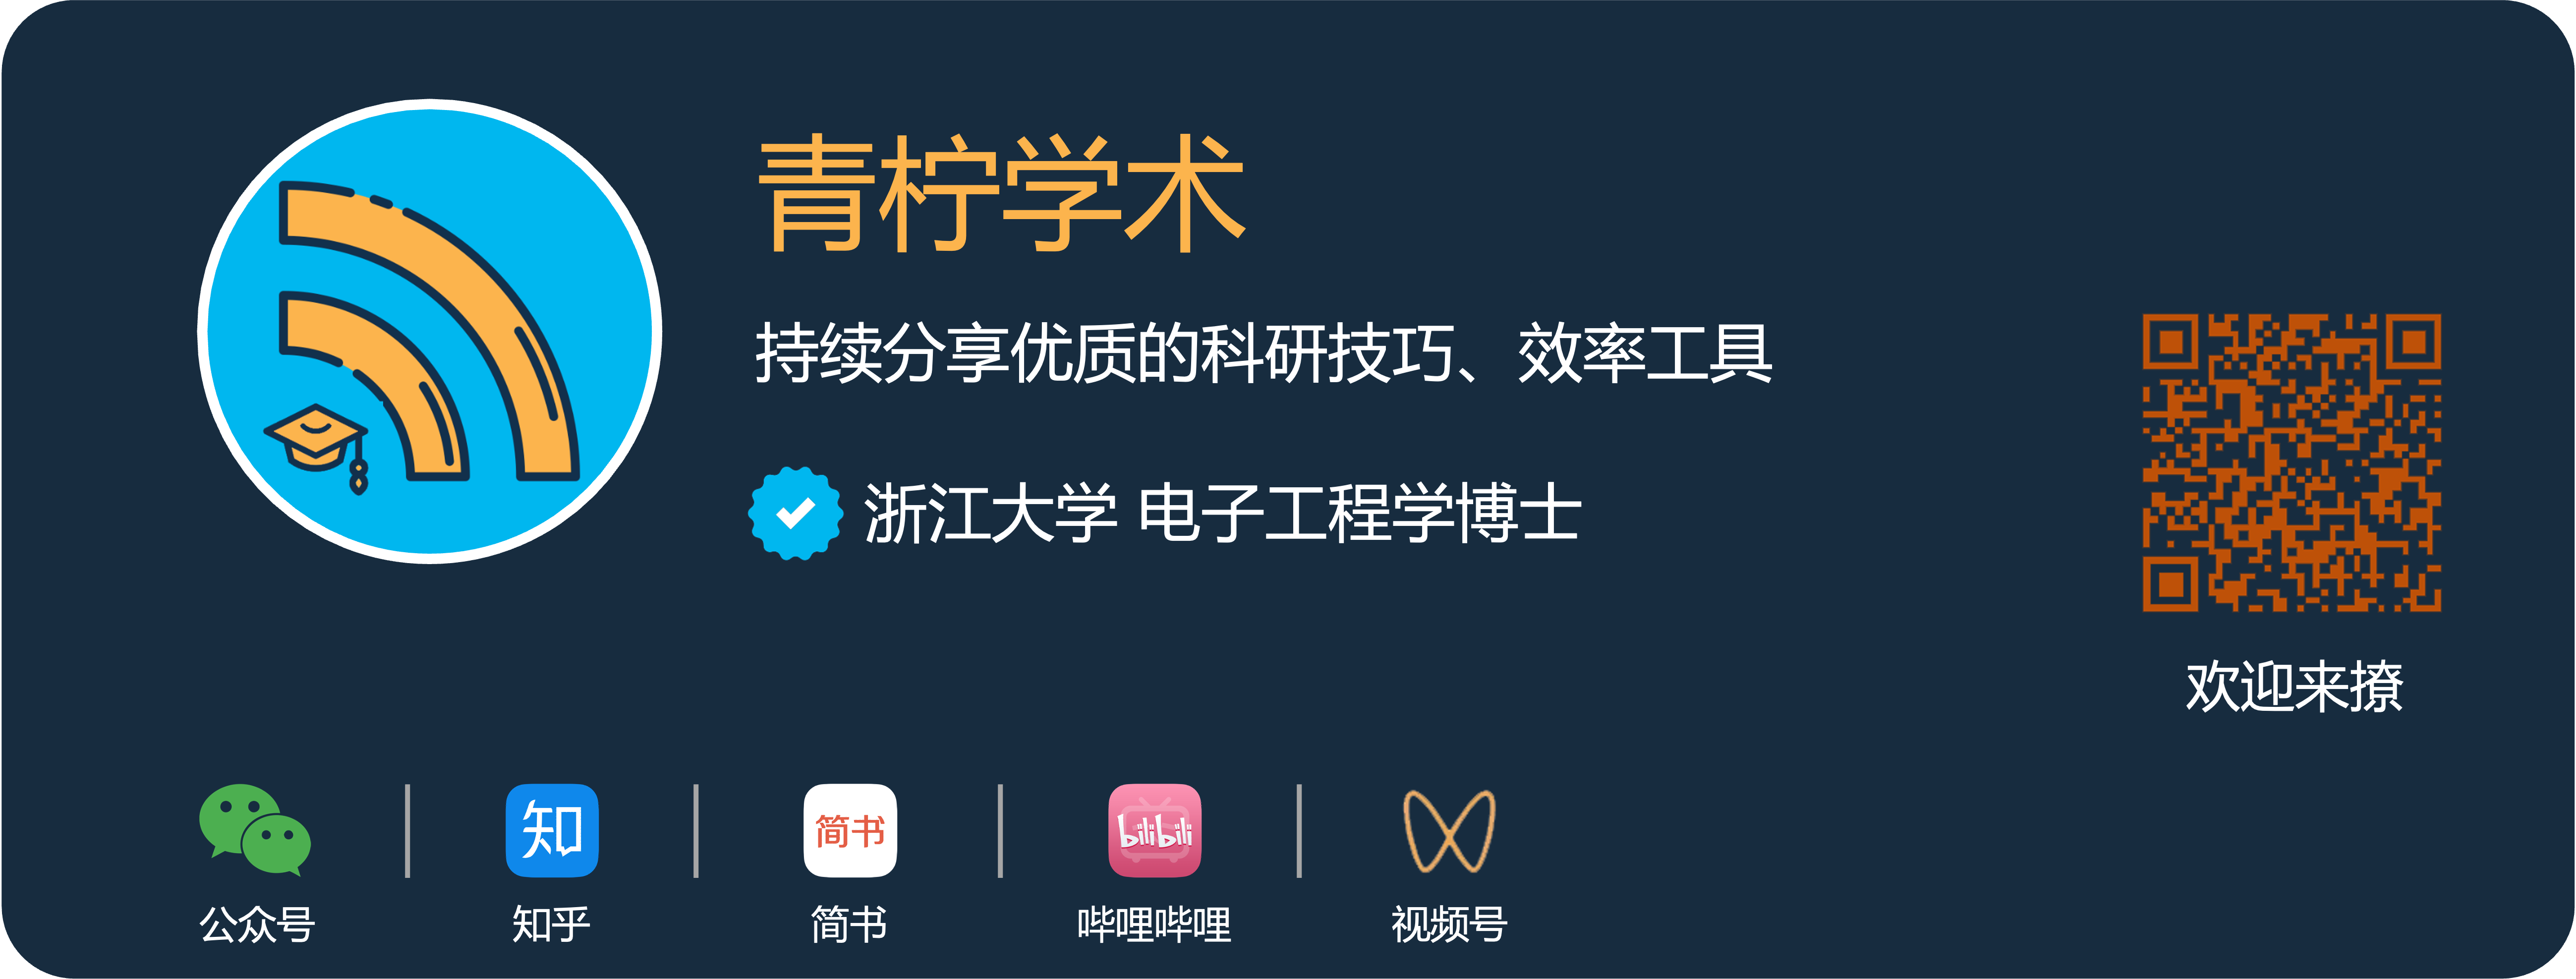 青柠学术
持续分享优质的科研技巧、效率工具
浙江大学 电子工程学博士
欢迎来撩
知
简书
bilibili
公众号
知乎
简书
哔哩哔哩
视频号